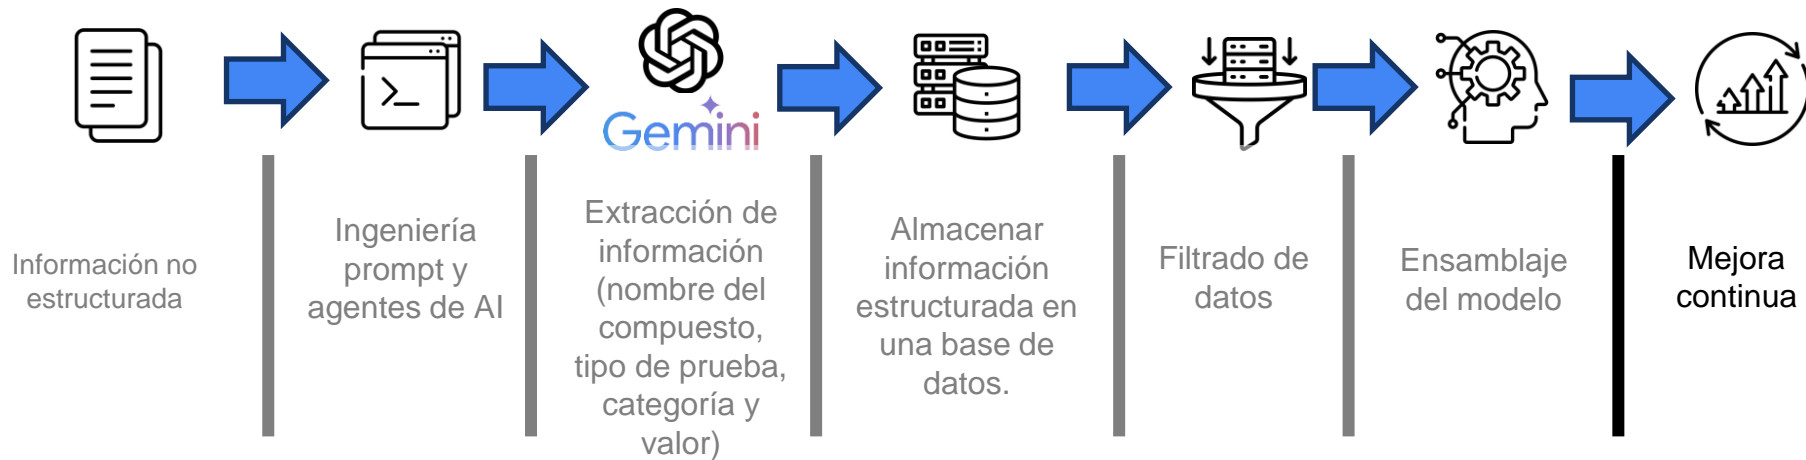 Gemini
Información no
estructurada
Ingeniería
prompt y
agentes de AI
Extracción de
información
(nombre del
compuesto,
tipo de prueba,
categoría y
valor)
Almacenar
información
estructurada en
una base de
datos.
Filtrado de
datos
Ensamblaje
del modelo
Mejora
continua